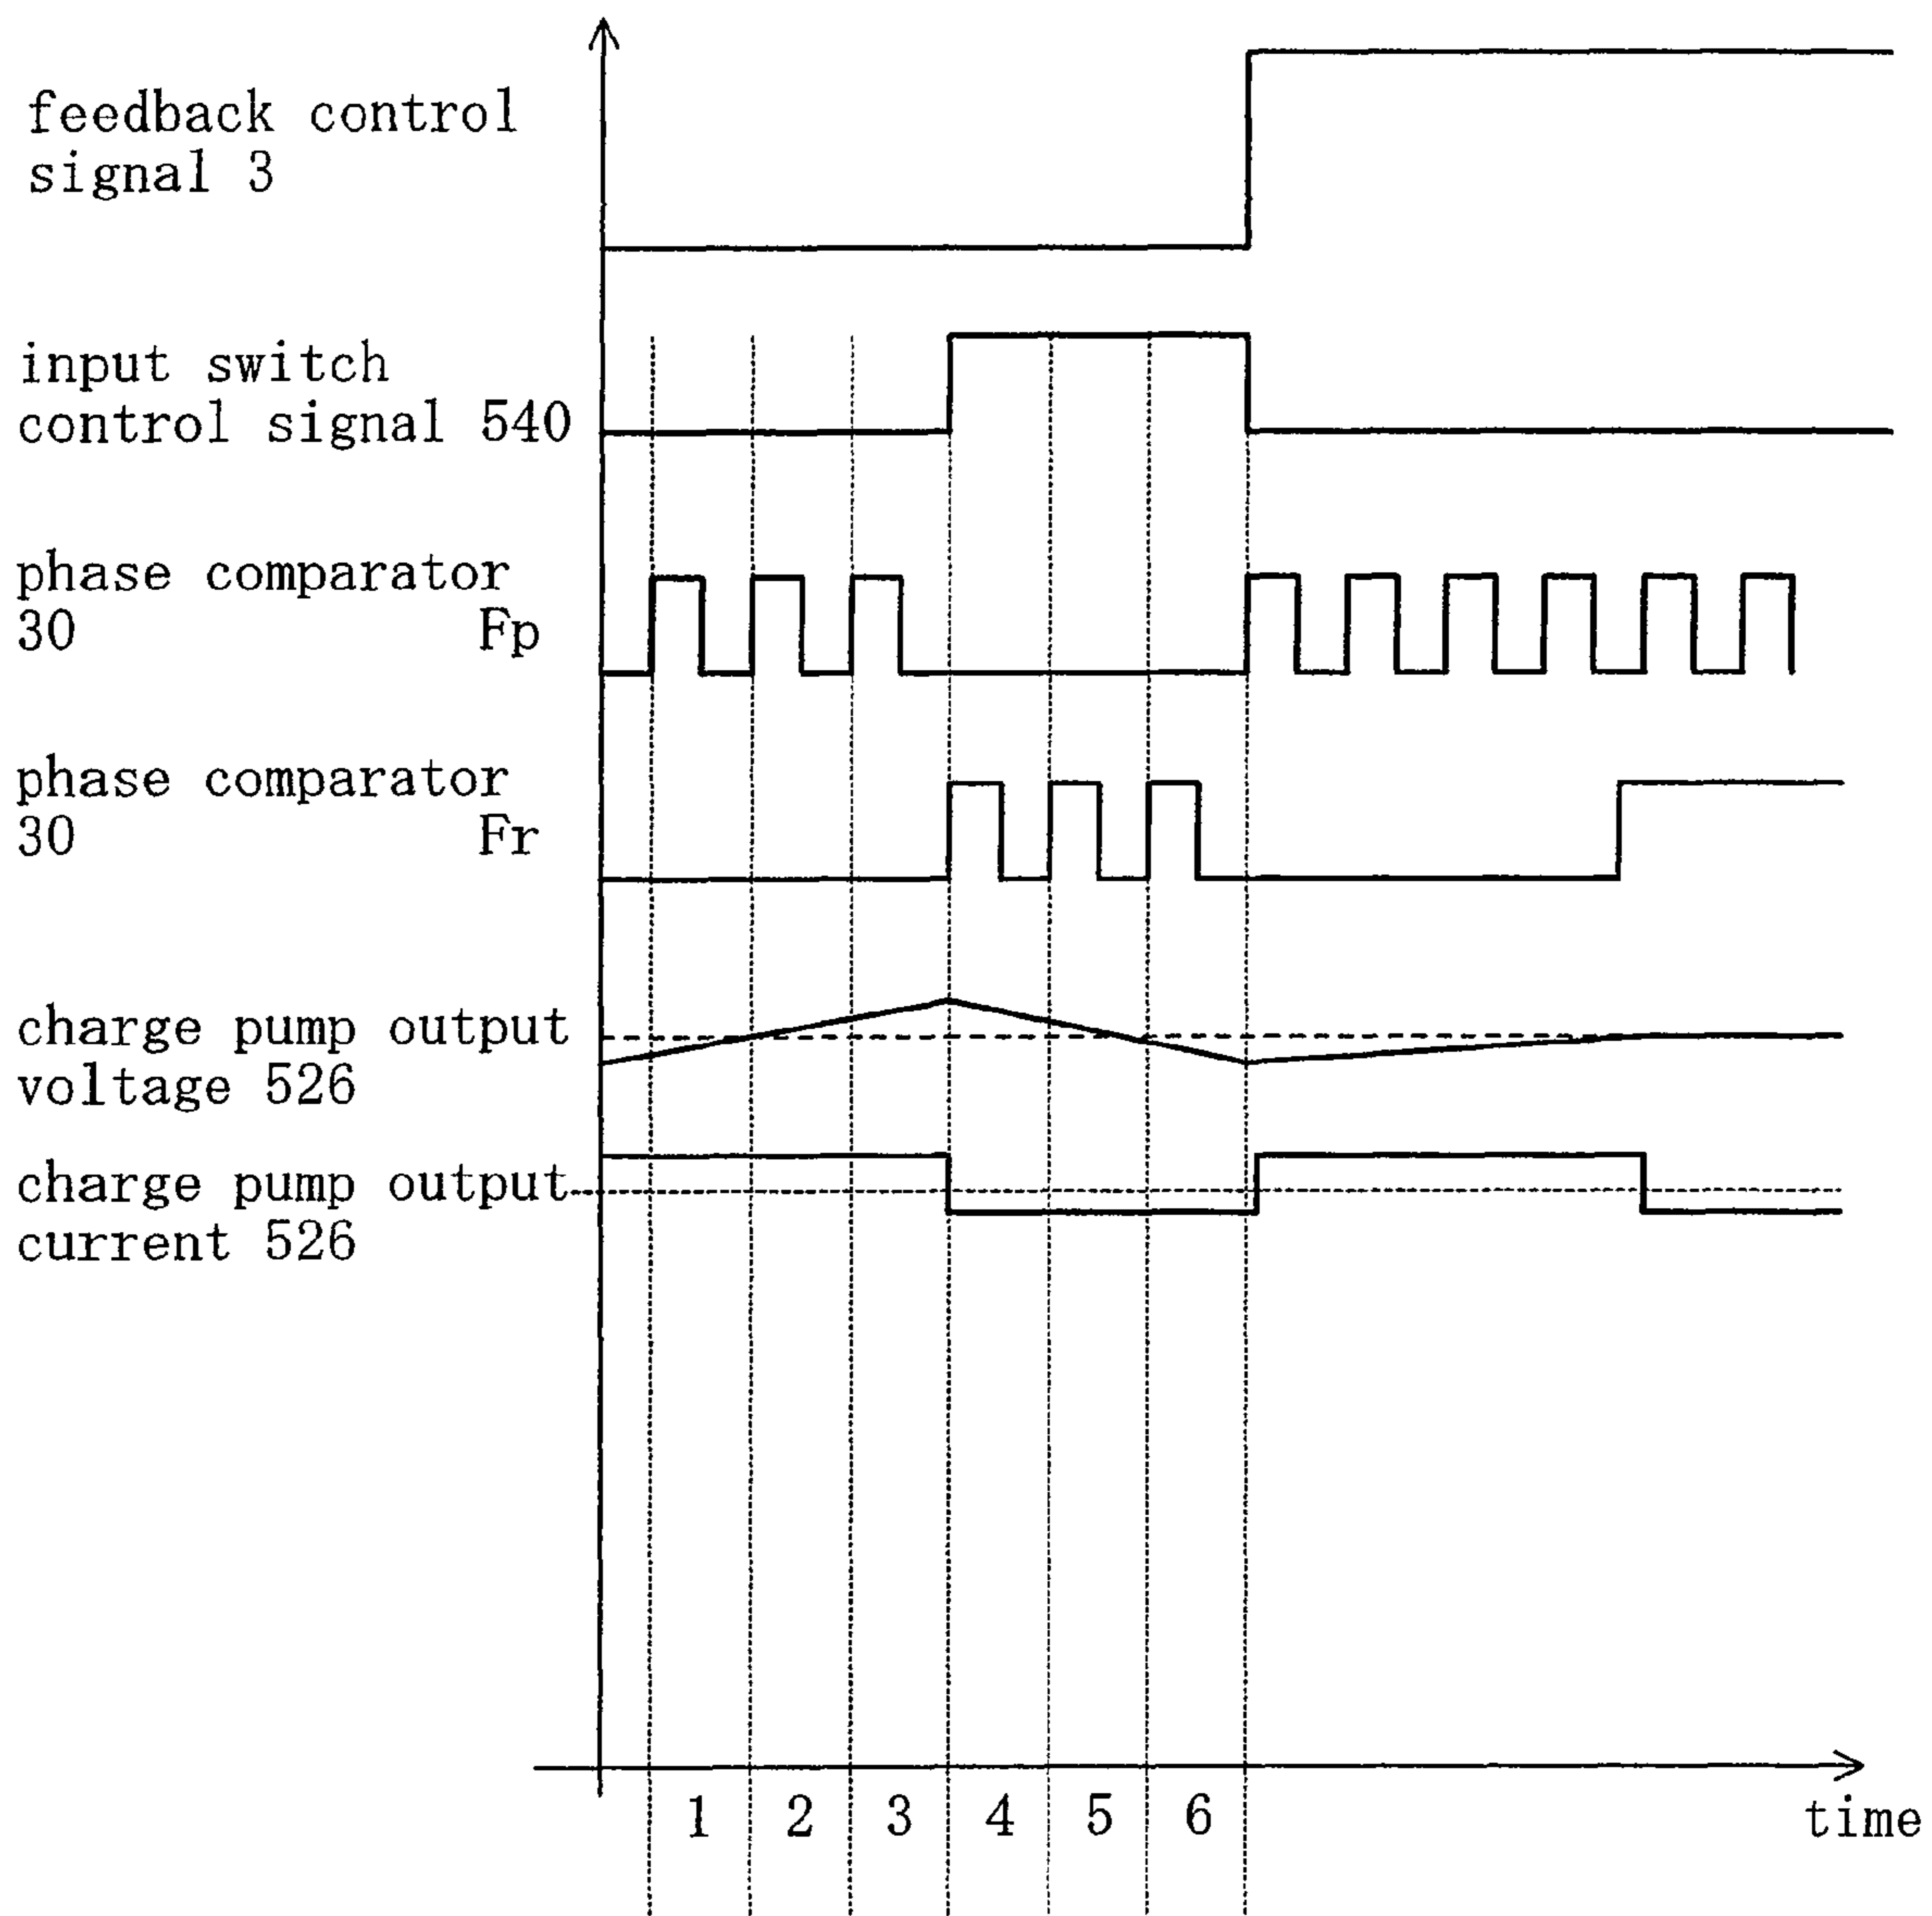 feedback control
signal 3
input switch
control signal 540
phase comparator
30 Fp
phase comparator
30 Fr
charge pump output
voltage 526
charge pump output
current 526
1 2 3 4 5 6 time